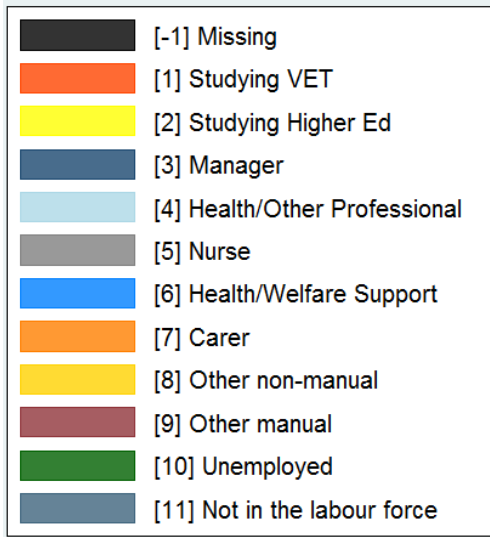 [-1] Missing
[1] Studying VET
[2] Studying Higher Ed
[3] Manager
[4] Health/Other Professional
[5] Nurse
[6] Health/Welfare Support
[7] Carer
[8] Other non-manual
[9] Other manual
[10] Unemployed
[11] Not in the labour force